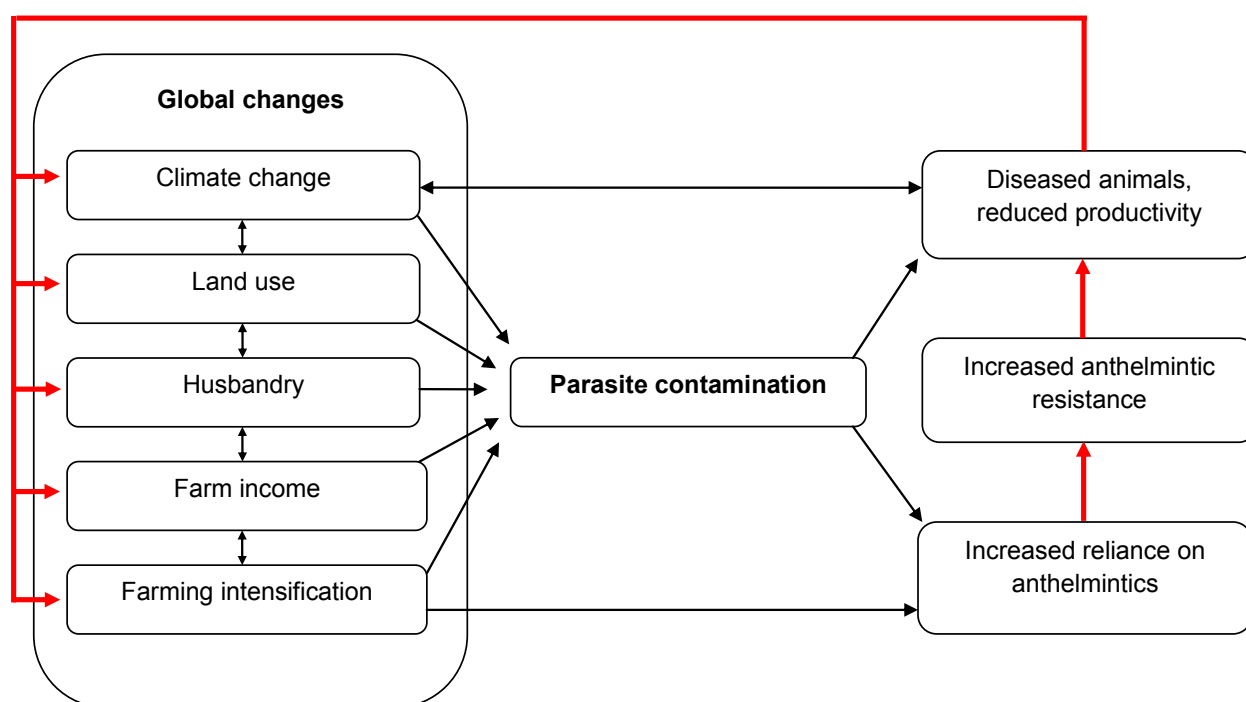 Global changes
Climate change
Land use
Husbandry
Farm income
Farming intensification
Parasite contamination
Diseased animals,
reduced productivity
Increased anthelmintic
resistance
Increased reliance on
anthelmintics